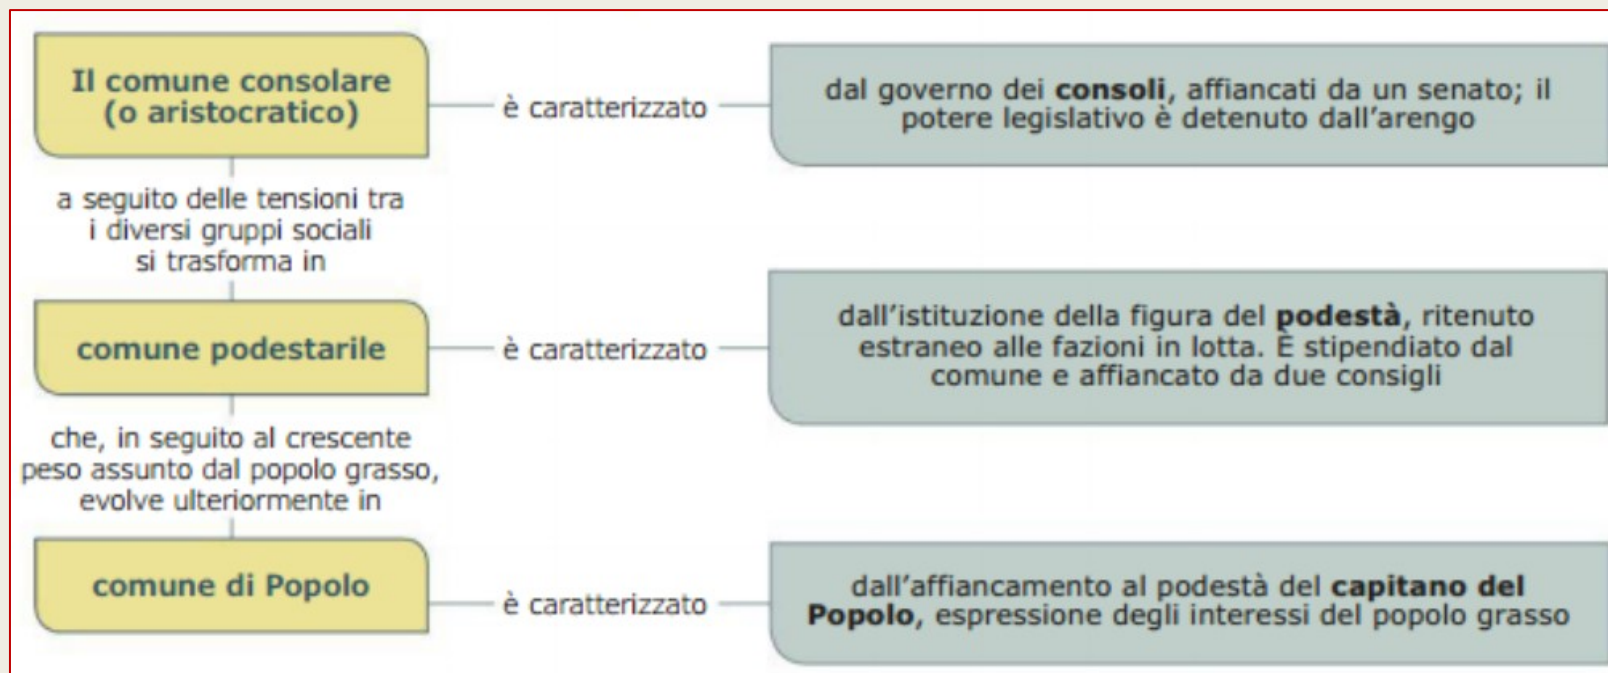 Il comune consolare
(o aristocratico)
è caratterizzato
dal governo dei consoli, affiancati da un senato; il
potere legislativo è detenuto dall'arengo
a seguito delle tensioni tra
i diversi gruppi sociali
si trasforma in
comune podestarile
è caratterizzato
dall'istituzione della figura del podestà, ritenuto
estraneo alle fazioni in lotta. È stipendiato dal
comune e affiancato da due consigli
che, in seguito al crescente
peso assunto dal popolo grasso,
evolve ulteriormente in
comune di Popolo
è caratterizzato
dall'affiancamento al podestà del capitano del
Popolo, espressione degli interessi del popolo grasso